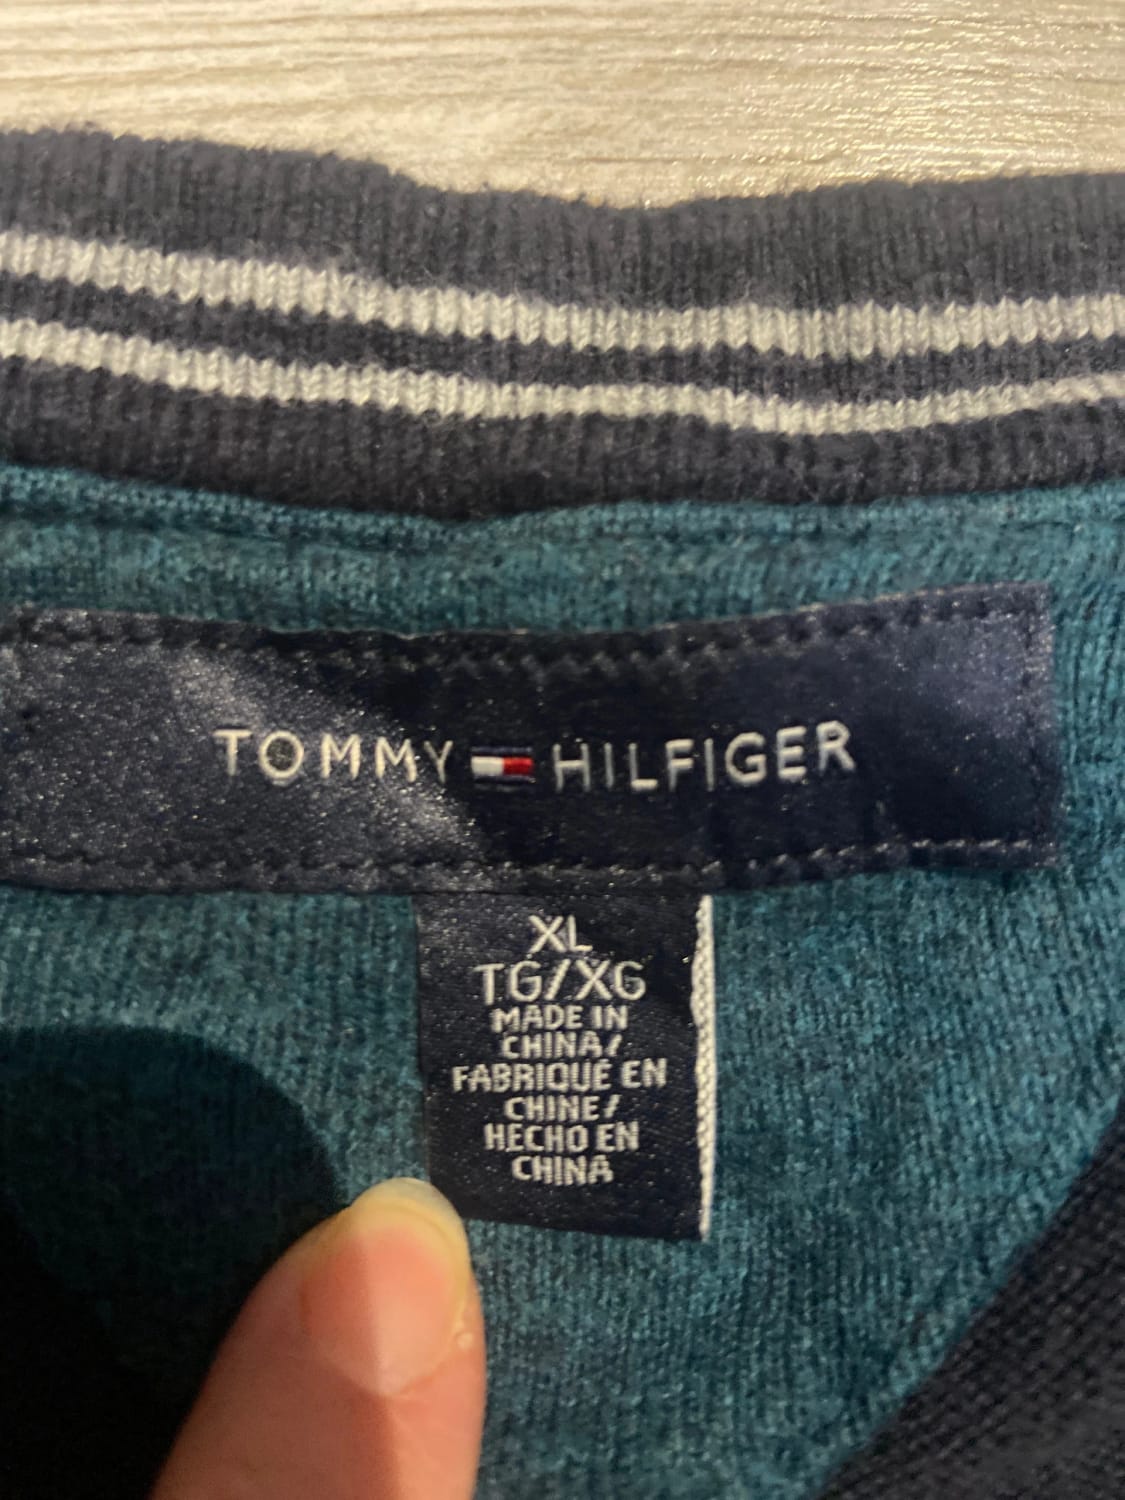 TOMMY HILFIGER
XL
TG/XG
MADE IN
CHINA/
FABRIQUÉ EN
CHINE/
HECHO EN
CHINA